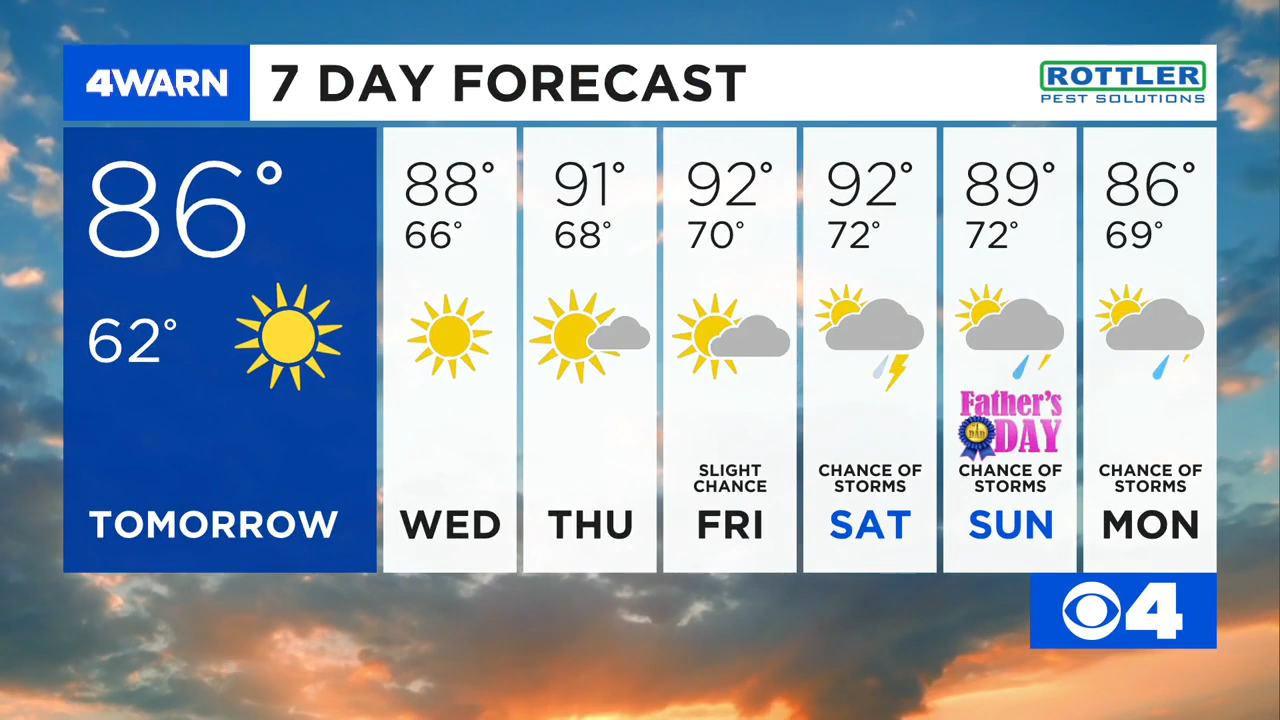 4WARN
7 DAY FORECAST
ROTTLER
PEST SOLUTIONS
86°
62°
TOMORROW
88°
66°
WED
91°
68°
THU
92°
70°
SLIGHT
CHANCE
FRI
92°
72°
CHANCE OF
STORMS
SAT
89°
72°
Father's
DAY
#1
DAD
CHANCE OF
STORMS
SUN
86°
69°
CHANCE OF
STORMS
MON
4